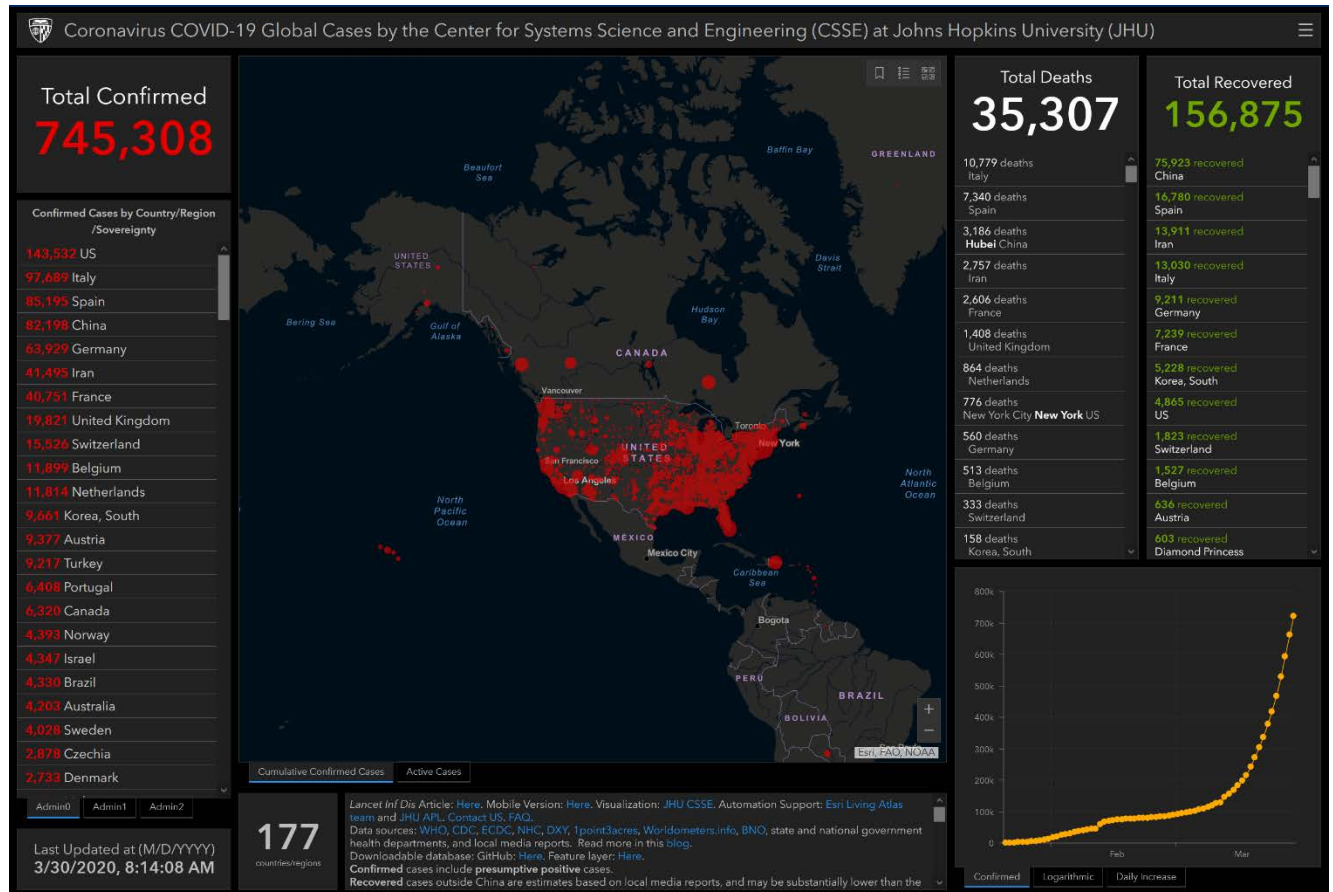 Coronavirus COVID-19 Global Cases by the Center for Systems Science and Engineering (CSSE) at Johns Hopkins University (JHU)
Total Confirmed
745,308
Confirmed Cases by Country/Region
/Sovereignty
143,532 US
97,689 Italy
85,195 Spain
82,198 China
63,929 Germany
41,495 Iran
40,751 France
19,821 United Kingdom
15,526 Switzerland
11,899 Belgium
11,814 Netherlands
9,661 Korea, South
9,377 Austria
9,217 Turkey
6,408 Portugal
6,320 Canada
4,393 Norway
4,347 Israel
4,330 Brazil
4,203 Australia
4,028 Sweden
2,878 Czechia
2,733 Denmark
Admin0 Admin1 Admin2
Last Updated at (M/D/YYYY)
3/30/2020, 8:14:08 AM
Baffin Bay
GREENLAND
Beaufort
Sea
UNITED
STATES
Davis
Strait
Bering Sea
Gulf of
Alaska
Hudson
Bay
CANADA
Vancouver
Toronto
New York
UNITED
STATES
San Francisco
Los Angeles
North
Pacific
Ocean
North
Atlantic
Ocean
MÉXICO
Mexico City
Caribbean
Sea
Bogota
PERU
BRAZIL
BOLIVIA
Esri, FAO, NOAA
Cumulative Confirmed Cases Active Cases
177
countries/regions
Lancet Inf Dis Article: Here. Mobile Version: Here. Visualization: JHU CSSE. Automation Support: Esri Living Atlas
team and JHU APL. Contact US. FAQ.
Data sources: WHO, CDC, ECDC, NHC, DXY, 1point3acres, Worldometers.info, BNO, state and national government
health departments, and local media reports. Read more in this blog.
Downloadable database: GitHub: Here. Feature layer: Here.
Confirmed cases include presumptive positive cases.
Recovered cases outside China are estimates based on local media reports, and may be substantially lower than the
Total Deaths
35,307
10,779 deaths
Italy
7,340 deaths
Spain
3,186 deaths
Hubei China
2,757 deaths
Iran
2,606 deaths
France
1,408 deaths
United Kingdom
864 deaths
Netherlands
776 deaths
New York City New York US
560 deaths
Germany
513 deaths
Belgium
333 deaths
Switzerland
158 deaths
Korea, South
Total Recovered
156,875
75,923 recovered
China
16,780 recovered
Spain
13,911 recovered
Iran
13,030 recovered
Italy
9,211 recovered
Germany
7,239 recovered
France
5,228 recovered
Korea, South
4,865 recovered
US
1,823 recovered
Switzerland
1,527 recovered
Belgium
636 recovered
Austria
603 recovered
Diamond Princess
800k
700k
600k
500k
400k
300k
200k
100k
0
Feb Mar
Confirmed Logarithmic Daily Increase